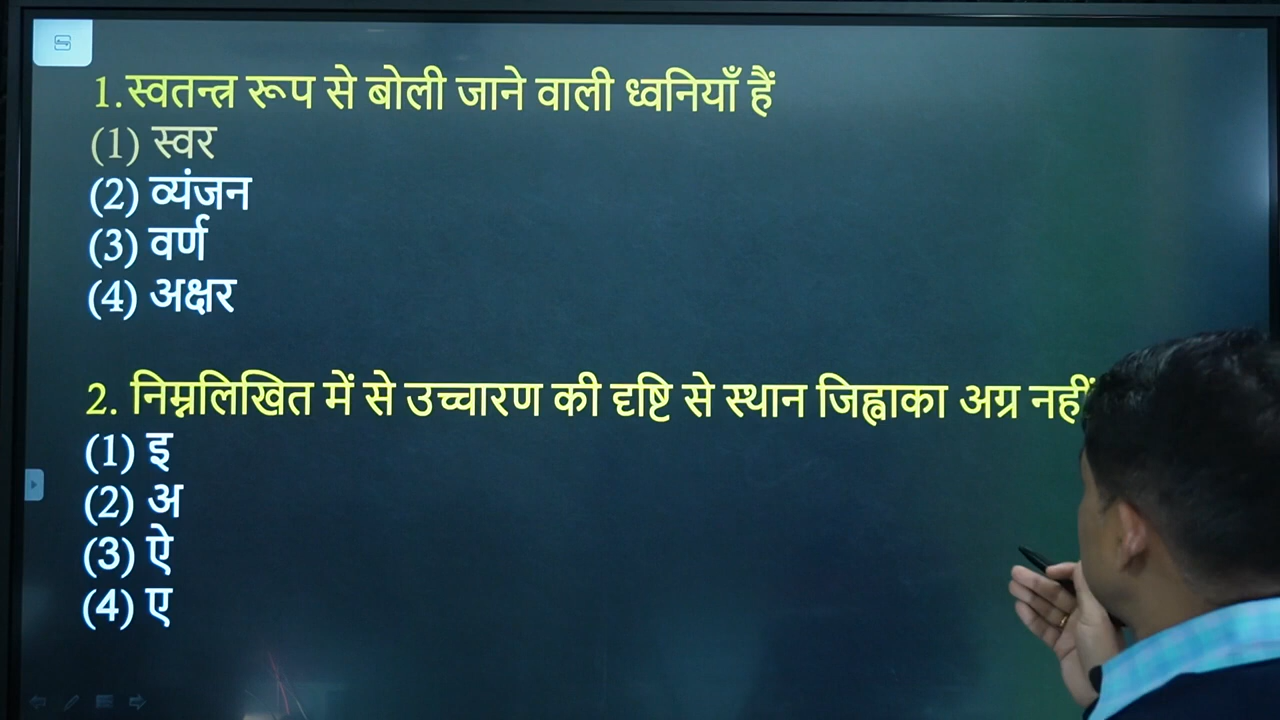 1.स्वतन्त्र रूप से बोली जाने वाली ध्वनियाँ हैं
(1) स्वर
(2) व्यंजन
(3) वर्ण
(4) अक्षर
2. निम्नलिखित में से उच्चारण की दृष्टि से स्थान जिह्वाका अग्र नहीं
(1) इ
(2) अ
(3) ऐ
(4) ए